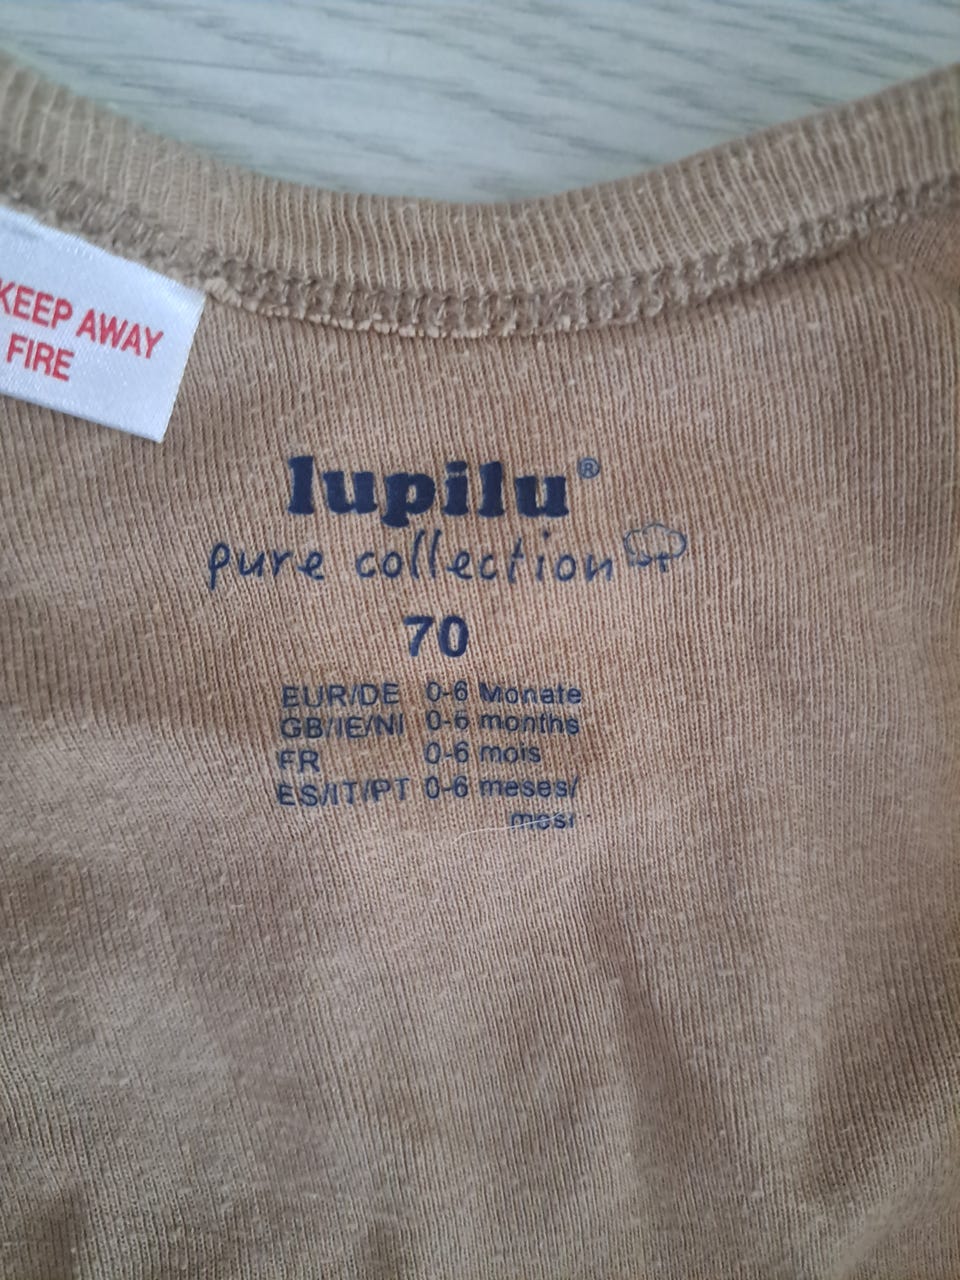 KEEP AWAY
FIRE
lupilu®
pure collection
70
EUR/DE 0-6 Monate
GB/IE/NI 0-6 months
FR 0-6 mois
ES/IT/PT 0-6 meses/
mesi